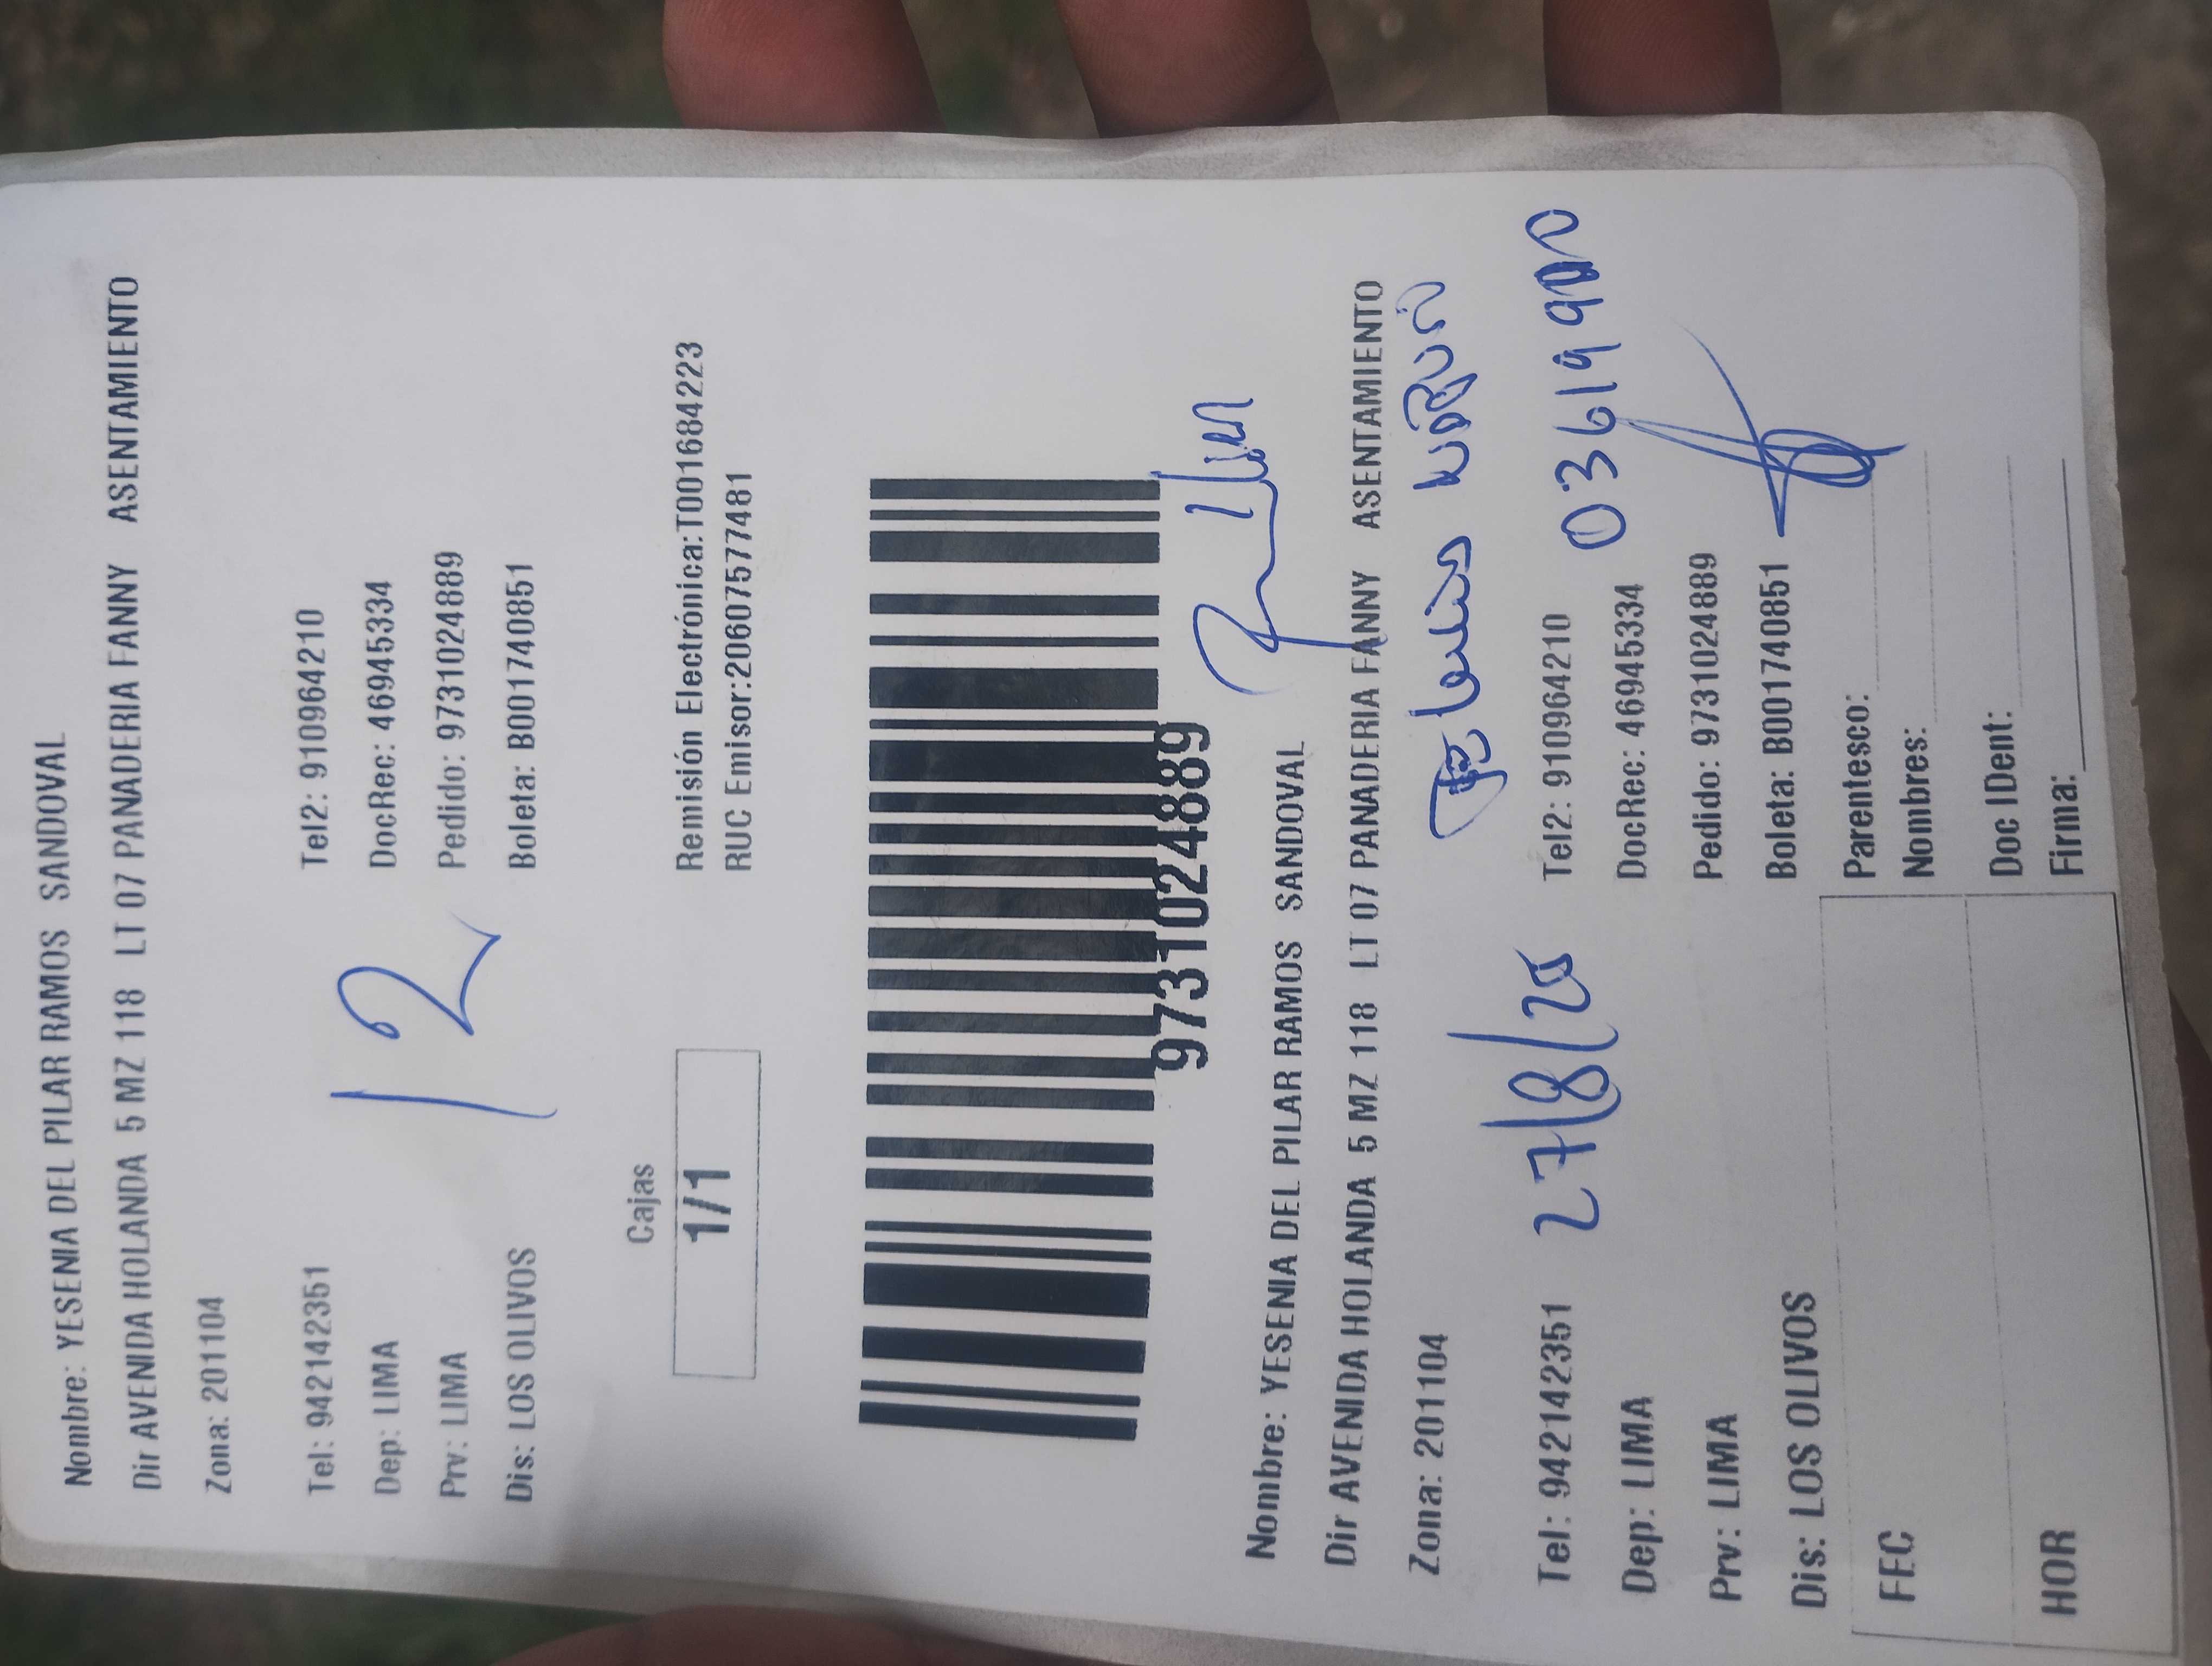 Nombre: YESENIA DEL PILAR RAMOS SANDOVAL
Dir AVENIDA HOLANDA 5 MZ 118 LT 07 PANADERIA FANNY ASENTAMIENTO
Zona: 201104
Tel: 942142351 Tel2: 910964210
Dep: LIMA DocRec: 46945334
Prv: LIMA Pedido: 9731024889
Dis: LOS OLIVOS Boleta: B001740851
12
Cajas
1/1
Remisión Electrónica:T001684223
RUC Emisor:20607577481
9731024889
Nombre: YESENIA DEL PILAR RAMOS SANDOVAL
Dir AVENIDA HOLANDA 5 MZ 118 LT 07 PANADERIA FANNY ASENTAMIENTO
Zona: 201104
Tel: 942142351 27/8/25 Tel2: 910964210
Dep: LIMA DocRec: 46945334
Prv: LIMA Pedido: 9731024889
Dis: LOS OLIVOS Boleta: B001740851
FEC
HOR
Parentesco:
Nombres:
Doc IDent:
Firma: